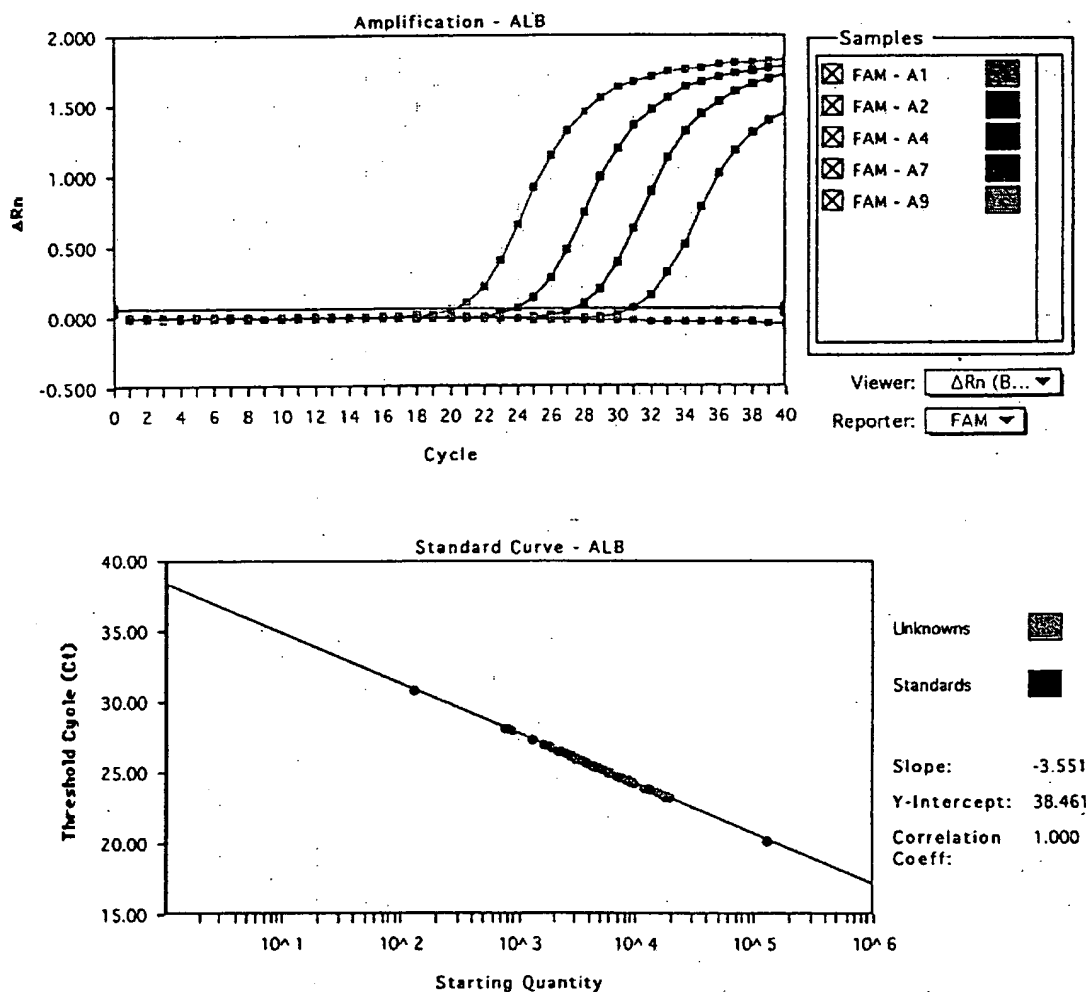 Amplification - ALB
2.000
1.500
1.000
0.500
0.000
-0.500
ΔRn
0 2 4 6 8 10 12 14 16 18 20 22 24 26 28 30 32 34 36 38 40
Cycle
Samples
FAM - A1
FAM - A2
FAM - A4
FAM - A7
FAM - A9
Viewer: ΔRn (B...
Reporter: FAM
Standard Curve - ALB
40.00
35.00
30.00
25.00
20.00
15.00
Threshold Cycle (Ct)
10^1 10^2 10^3 10^4 10^5 10^6
Starting Quantity
Unknowns
Standards
Slope: -3.551
Y-Intercept: 38.461
Correlation 1.000
Coeff: